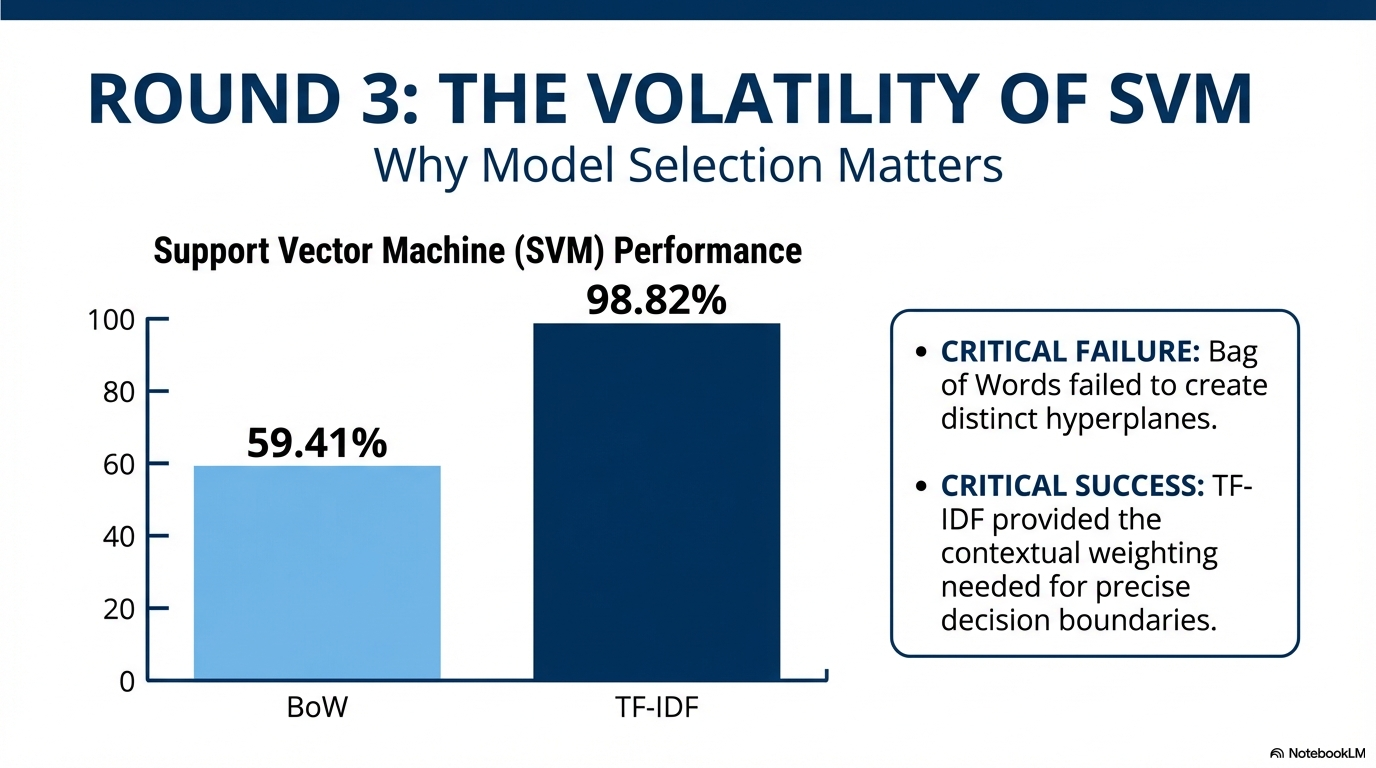 ROUND 3: THE VOLATILITY OF SVM
Why Model Selection Matters
Support Vector Machine (SVM) Performance
98.82%
100
80
59.41%
60
40
20
0
BoW
TF-IDF
• CRITICAL FAILURE: Bag
of Words failed to create
distinct hyperplanes.
• CRITICAL SUCCESS: TF-
IDF provided the
contextual weighting
needed for precise
decision boundaries.
NotebookLM